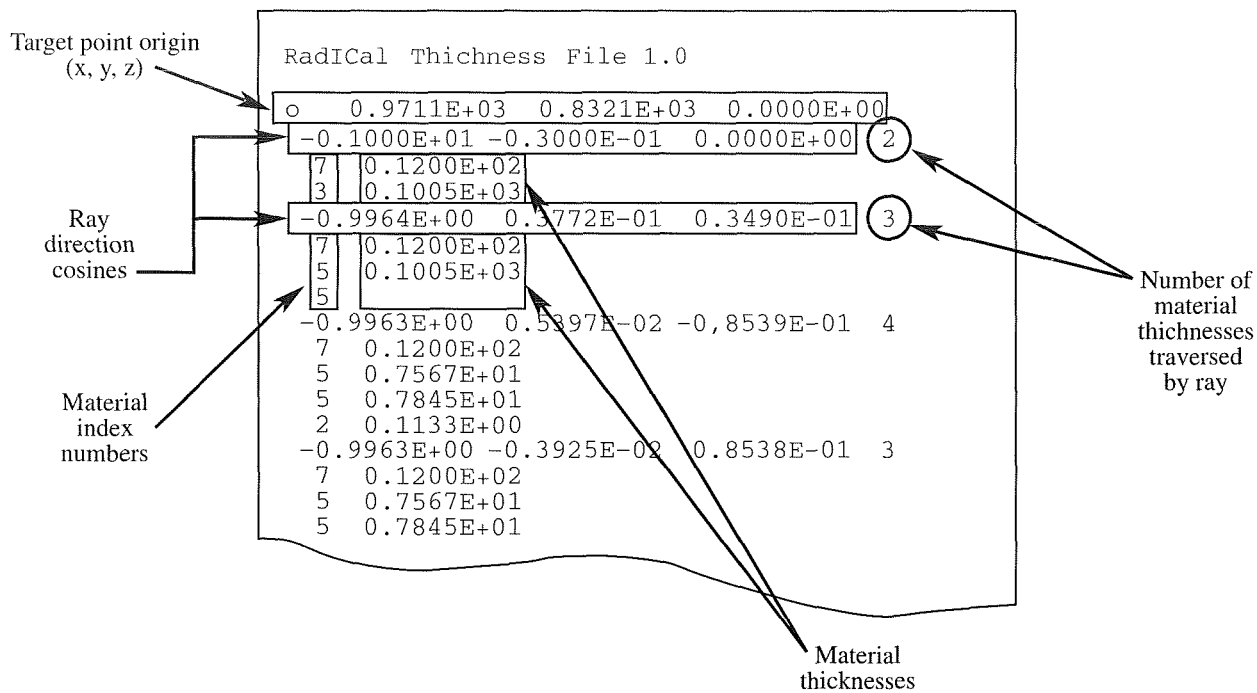 Target point origin
(x, y, z)
RadICal Thichness File 1.0
o 0.9711E+03 0.8321E+03 0.0000E+00
-0.1000E+01 -0.3000E-01 0.0000E+00 2
7 0.1200E+02
3 0.1005E+03
-0.9964E+00 0.3772E-01 0.3490E-01 3
7 0.1200E+02
5 0.1005E+03
5
-0.9963E+00 0.5397E-02 -0,8539E-01 4
7 0.1200E+02
5 0.7567E+01
5 0.7845E+01
2 0.1133E+00
-0.9963E+00 -0.3925E-02 0.8538E-01 3
7 0.1200E+02
5 0.7567E+01
5 0.7845E+01
Ray
direction
cosines
Material
index
numbers
Number of
material
thichnesses
traversed
by ray
Material
thicknesses